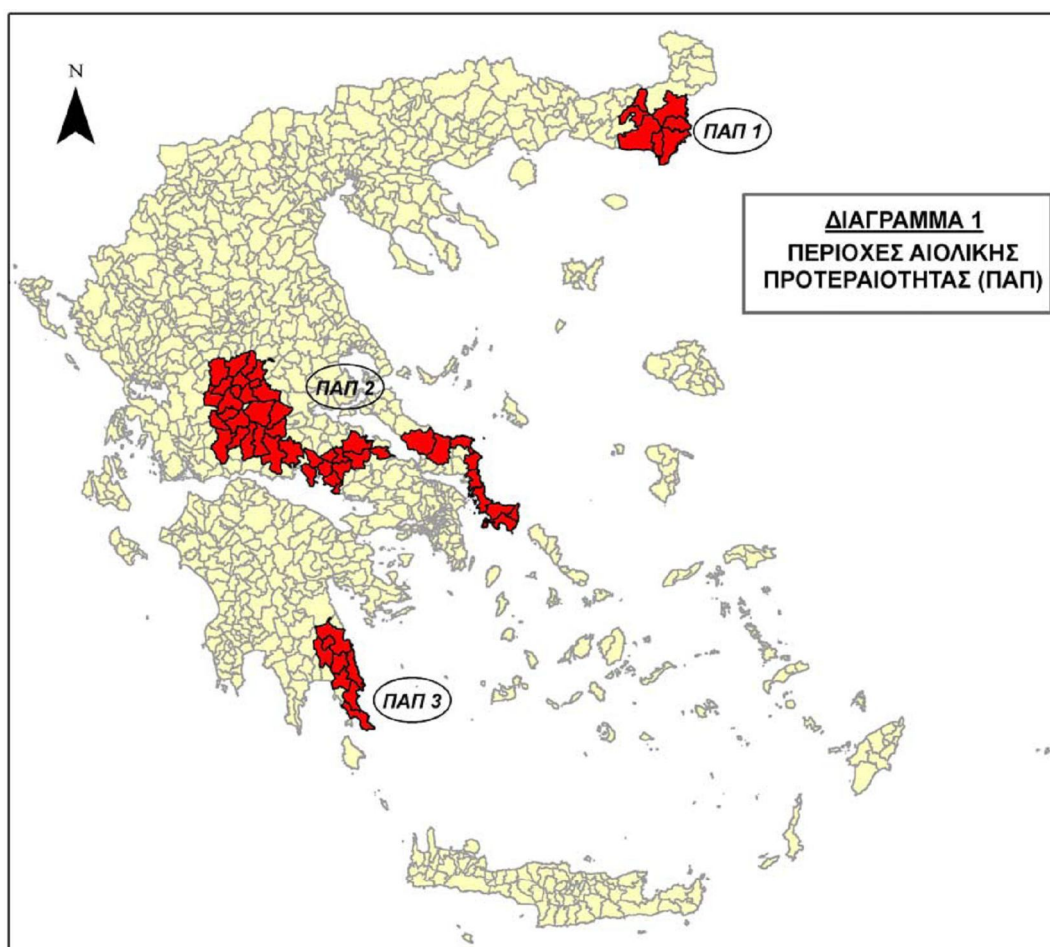 N
ΠΑΠ 1
ΔΙΑΓΡΑΜΜΑ 1
ΠΕΡΙΟΧΕΣ ΑΙΟΛΙΚΗΣ
ΠΡΟΤΕΡΑΙΟΤΗΤΑΣ (ΠΑΠ)
ΠΑΠ 2
ΠΑΠ 3